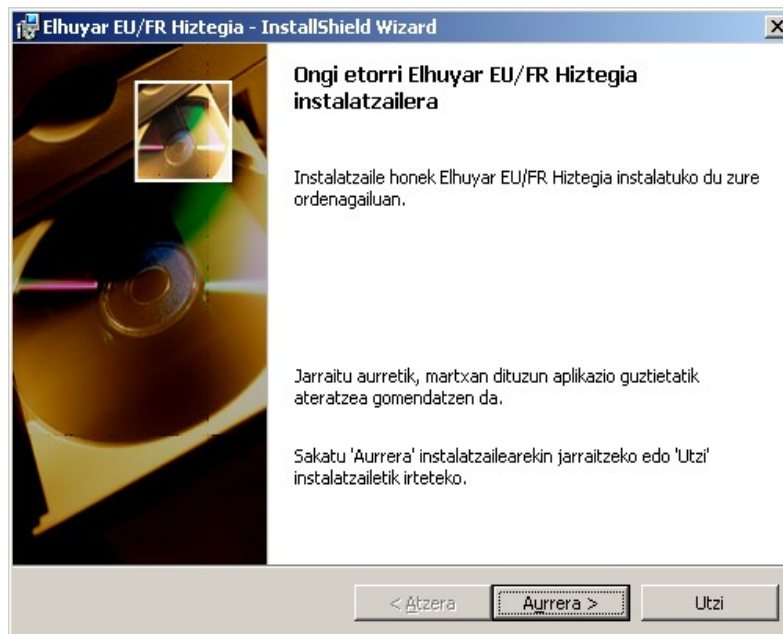 Elhuyar EU/FR Hiztegia - InstallShield Wizard
Ongi etorri Elhuyar EU/FR Hiztegia
instalatzailera
Instalatzaile honek Elhuyar EU/FR Hiztegia instalatuko du zure
ordenagailuan.
Jarraitu aurretik, martxan dituzun aplikazio guztietatik
ateratzea gomendatzen da.
Sakatu 'Aurrera' instalatzailearekin jarraitzeko edo 'Utzi'
instalatzailetik irteteko.
< Atzera
Aurrera >
Utzi